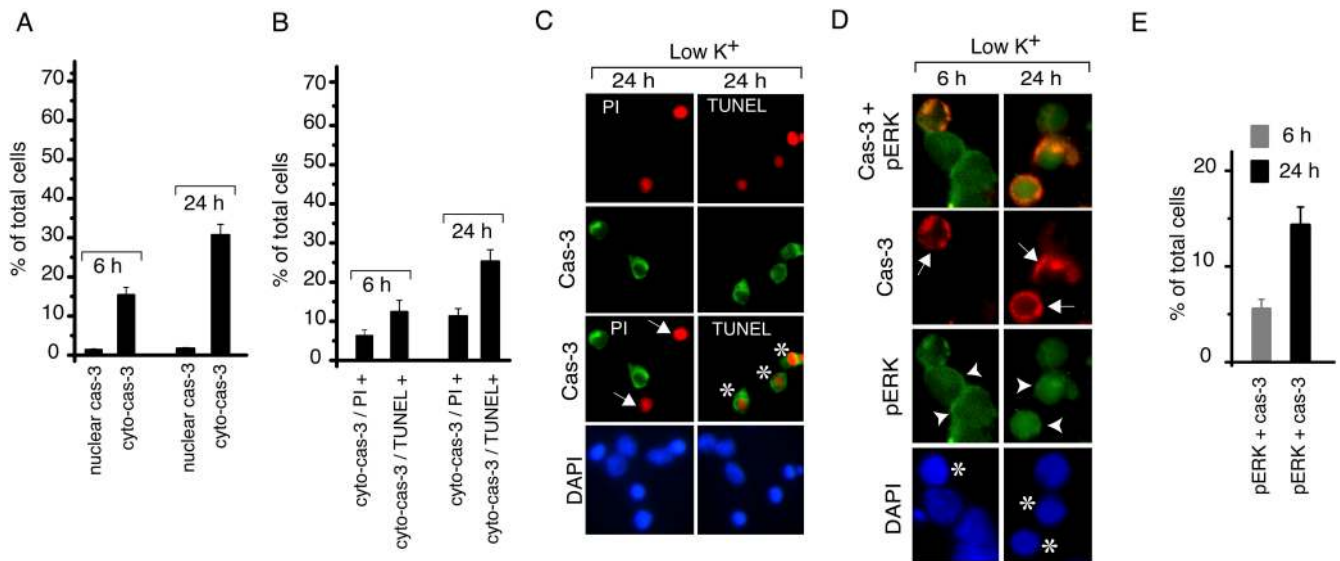 A
% of total cells
70
60
50
40
30
20
10
0
6 h
24 h
nuclear cas-3
cyto-cas-3
nuclear cas-3
cyto-cas-3
B
% of total cells
70
60
50
40
30
20
10
0
6 h
24 h
cyto-cas-3 / PI +
cyto-cas-3 / TUNEL +
cyto-cas-3 / PI +
cyto-cas-3 / TUNEL+
C
Low K+
24 h
24 h
PI
TUNEL
Cas-3
Cas-3
PI
TUNEL
* * *
DAPI
D
Low K+
6 h
24 h
Cas-3 +
pERK
Cas-3
pERK
DAPI
*
*
*
E
6 h
24 h
% of total cells
20
10
0
pERK + cas-3
pERK + cas-3